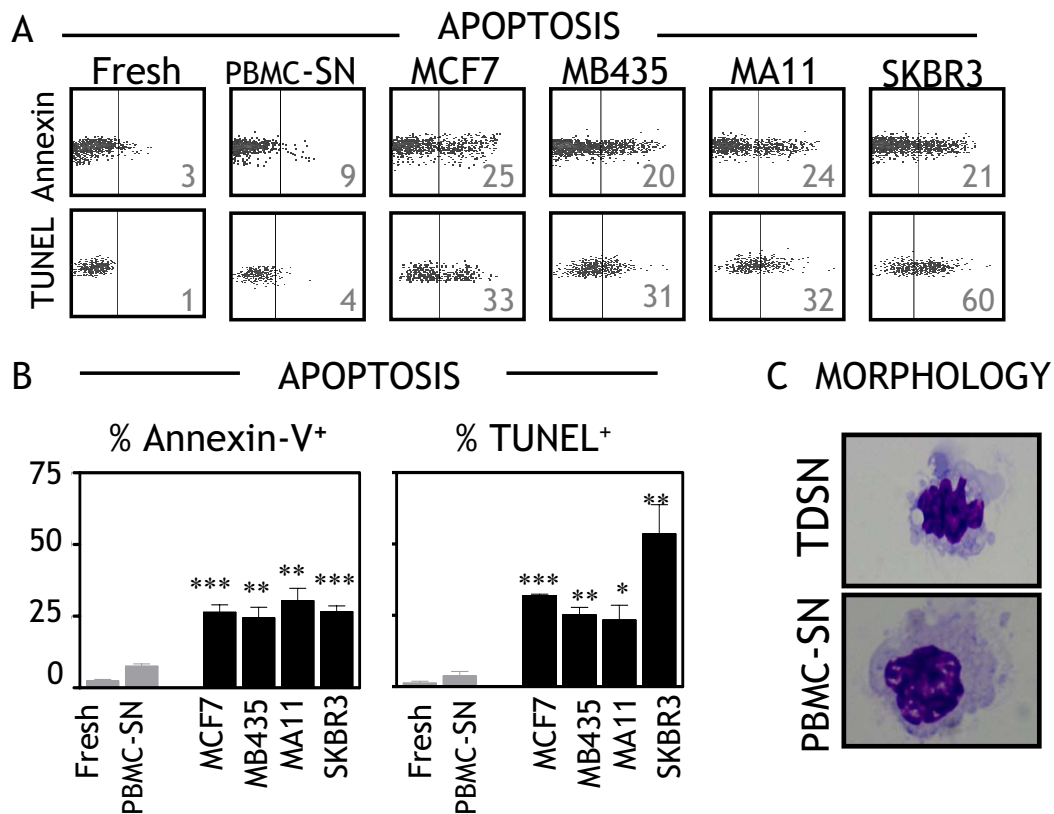 A APOPTOSIS
Fresh PBMC-SN MCF7 MB435 MA11 SKBR3
Annexin
3 9 25 20 24 21
TUNEL
1 4 33 31 32 60
B APOPTOSIS
% Annexin-V+ % TUNEL+
75
50
25
0
*** ** ** ***
*** ** * **
Fresh PBMC-SN MCF7 MB435 MA11 SKBR3
Fresh PBMC-SN MCF7 MB435 MA11 SKBR3
C MORPHOLOGY
TDSN
PBMC-SN